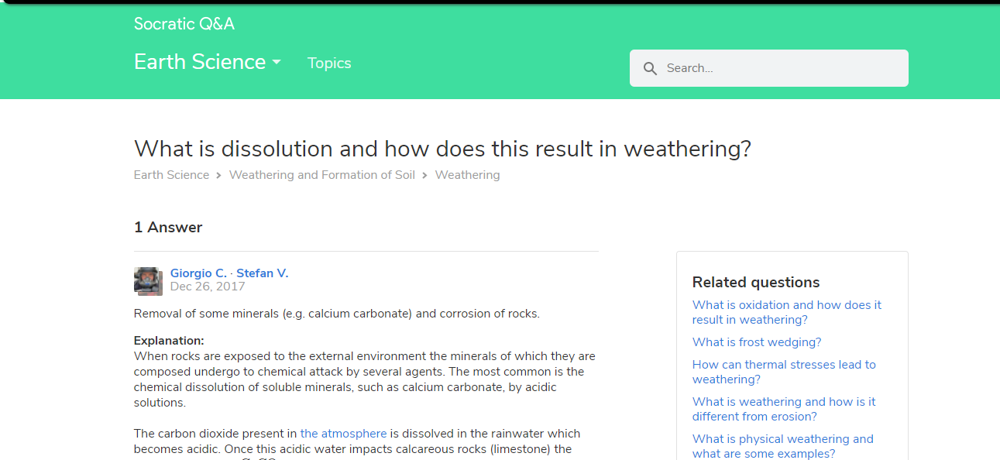 Socratic Q&A
Earth Science
Topics
Search...
What is dissolution and how does this result in weathering?
Earth Science > Weathering and Formation of Soil > Weathering
1 Answer
Giorgio C. · Stefan V.
Dec 26, 2017
Removal of some minerals (e.g. calcium carbonate) and corrosion of rocks.
Explanation:
When rocks are exposed to the external environment the minerals of which they are
composed undergo to chemical attack by several agents. The most common is the
chemical dissolution of soluble minerals, such as calcium carbonate, by acidic
solutions.
The carbon dioxide present in the atmosphere is dissolved in the rainwater which
becomes acidic. Once this acidic water impacts calcareous rocks (limestone) the
Related questions
What is oxidation and how does it
result in weathering?
What is frost wedging?
How can thermal stresses lead to
weathering?
What is weathering and how is it
different from erosion?
What is physical weathering and
what are some examples?